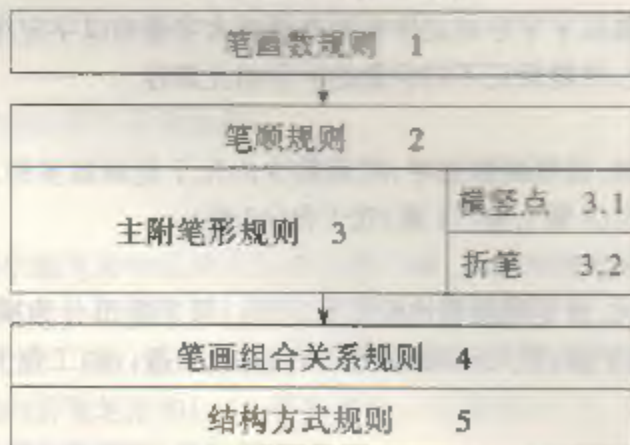 笔画数规则 1
笔顺规则 2
主附笔形规则 3
横竖点 3.1
折笔 3.2
笔画组合关系规则 4
结构方式规则 5